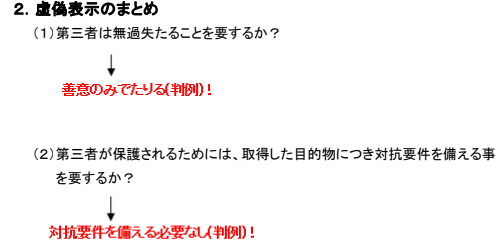 ２．虚偽表示のまとめ
（１）第三者は無過失たることを要するか？
善意のみでたりる(判例)！
（２）第三者が保護されるためには、取得した目的物につき対抗要件を備える事
を要するか？
対抗要件を備える必要なし(判例)！